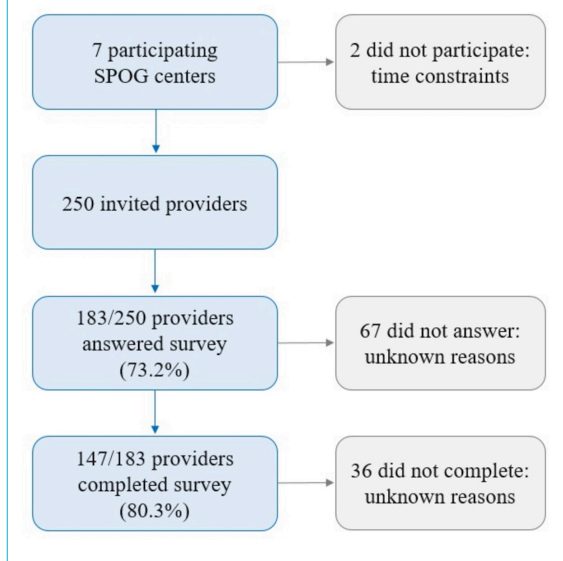 7 participating
SPOG centers
2 did not participate:
time constraints
250 invited providers
183/250 providers
answered survey
(73.2%)
67 did not answer:
unknown reasons
147/183 providers
completed survey
(80.3%)
36 did not complete:
unknown reasons